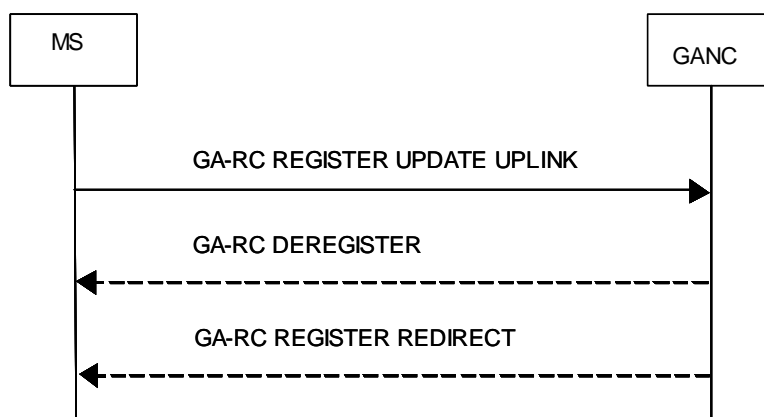 MS
GANC
GA-RC REGISTER UPDATE UPLINK
GA-RC DEREGISTER
GA-RC REGISTER REDIRECT